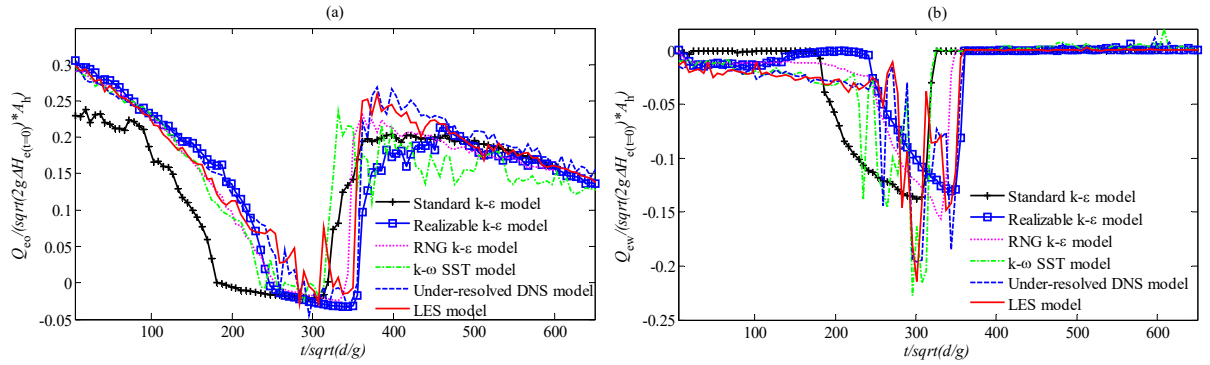 (a)
Q_eo/(sqrt(2gΔH_e(t=0))*A_h)
0.3
0.25
0.2
0.15
0.1
0.05
0
-0.05
100
200
300
400
500
600
t/sqrt(d/g)
Standard k-ε model
Realizable k-ε model
RNG k-ε model
k-ω SST model
Under-resolved DNS model
LES model
(b)
Q_ew/(sqrt(2gΔH_e(t=0))*A_h)
0
-0.05
-0.1
-0.15
-0.2
-0.25
100
200
300
400
500
600
t/sqrt(d/g)
Standard k-ε model
Realizable k-ε model
RNG k-ε model
k-ω SST model
Under-resolved DNS model
LES model